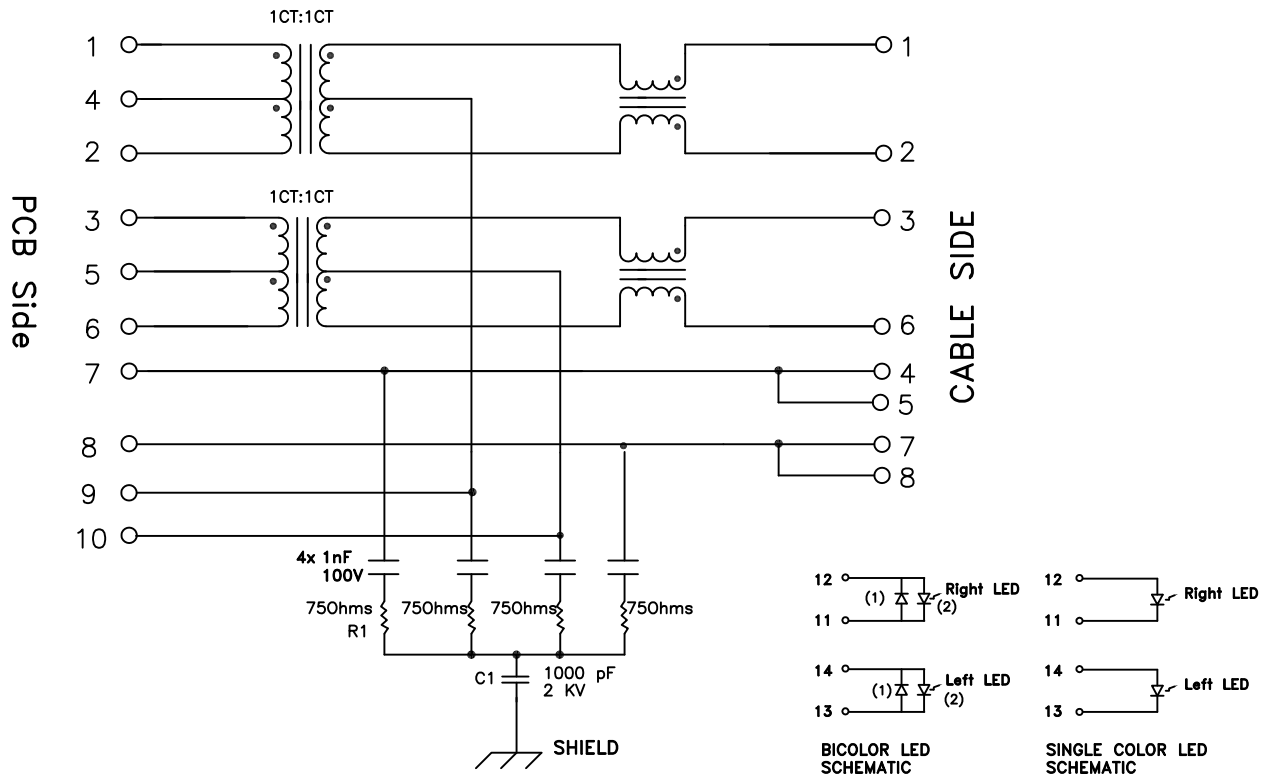 1CT:1CT
1
4
2
1
2
1CT:1CT
3
5
6
3
6
PCB Side
CABLE SIDE
7
4
5
8
7
8
9
10
4x 1nF
100V
75Ohms
75Ohms
75Ohms
75Ohms
R1
C1
1000 pF
2 KV
SHIELD
12
(1)
Right LED
(2)
11
14
(1)
Left LED
(2)
13
BICOLOR LED
SCHEMATIC
12
Right LED
11
14
Left LED
13
SINGLE COLOR LED
SCHEMATIC